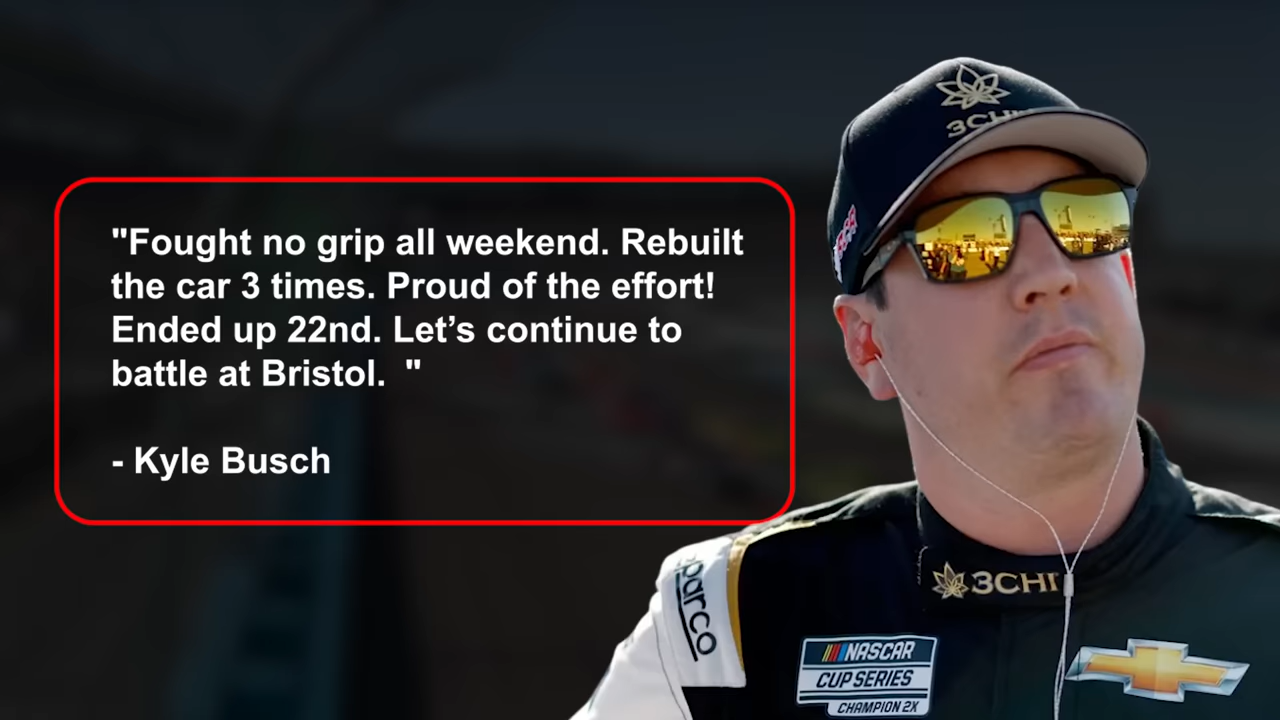 "Fought no grip all weekend. Rebuilt
the car 3 times. Proud of the effort!
Ended up 22nd. Let’s continue to
battle at Bristol.  "
- Kyle Busch
3CHI
3CHI
sparco
NASCAR
CUP SERIES
CHAMPION 2X